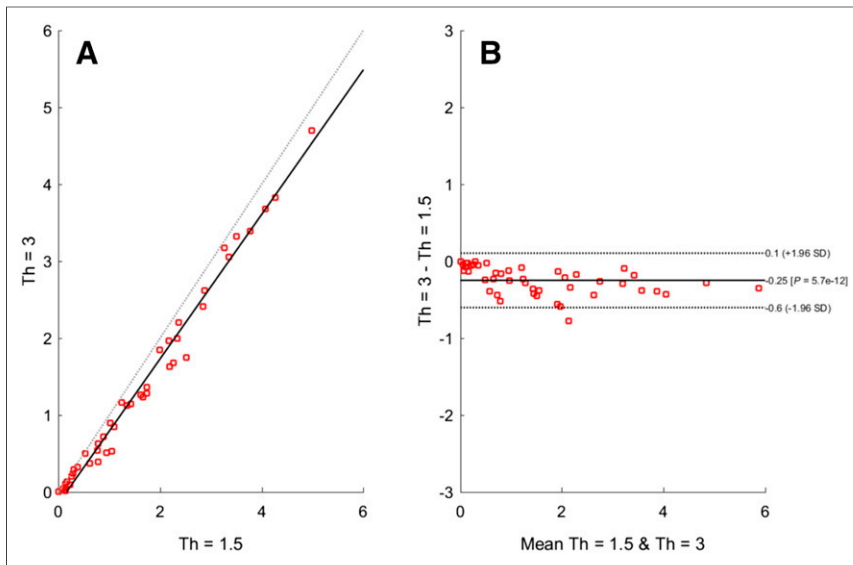 A
6
5
4
3
2
1
0
Th = 3
0
2
4
6
Th = 1.5
B
3
2
1
0
-1
-2
-3
Th = 3 - Th = 1.5
0.1 (+1.96 SD)
-0.25 [P = 5.7e-12]
-0.6 (-1.96 SD)
0
2
4
6
Mean Th = 1.5 & Th = 3